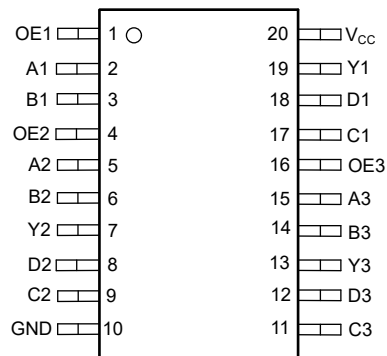 OE1 1 20 VCC
A1 2 19 Y1
B1 3 18 D1
OE2 4 17 C1
A2 5 16 OE3
B2 6 15 A3
Y2 7 14 B3
D2 8 13 Y3
C2 9 12 D3
GND 10 11 C3